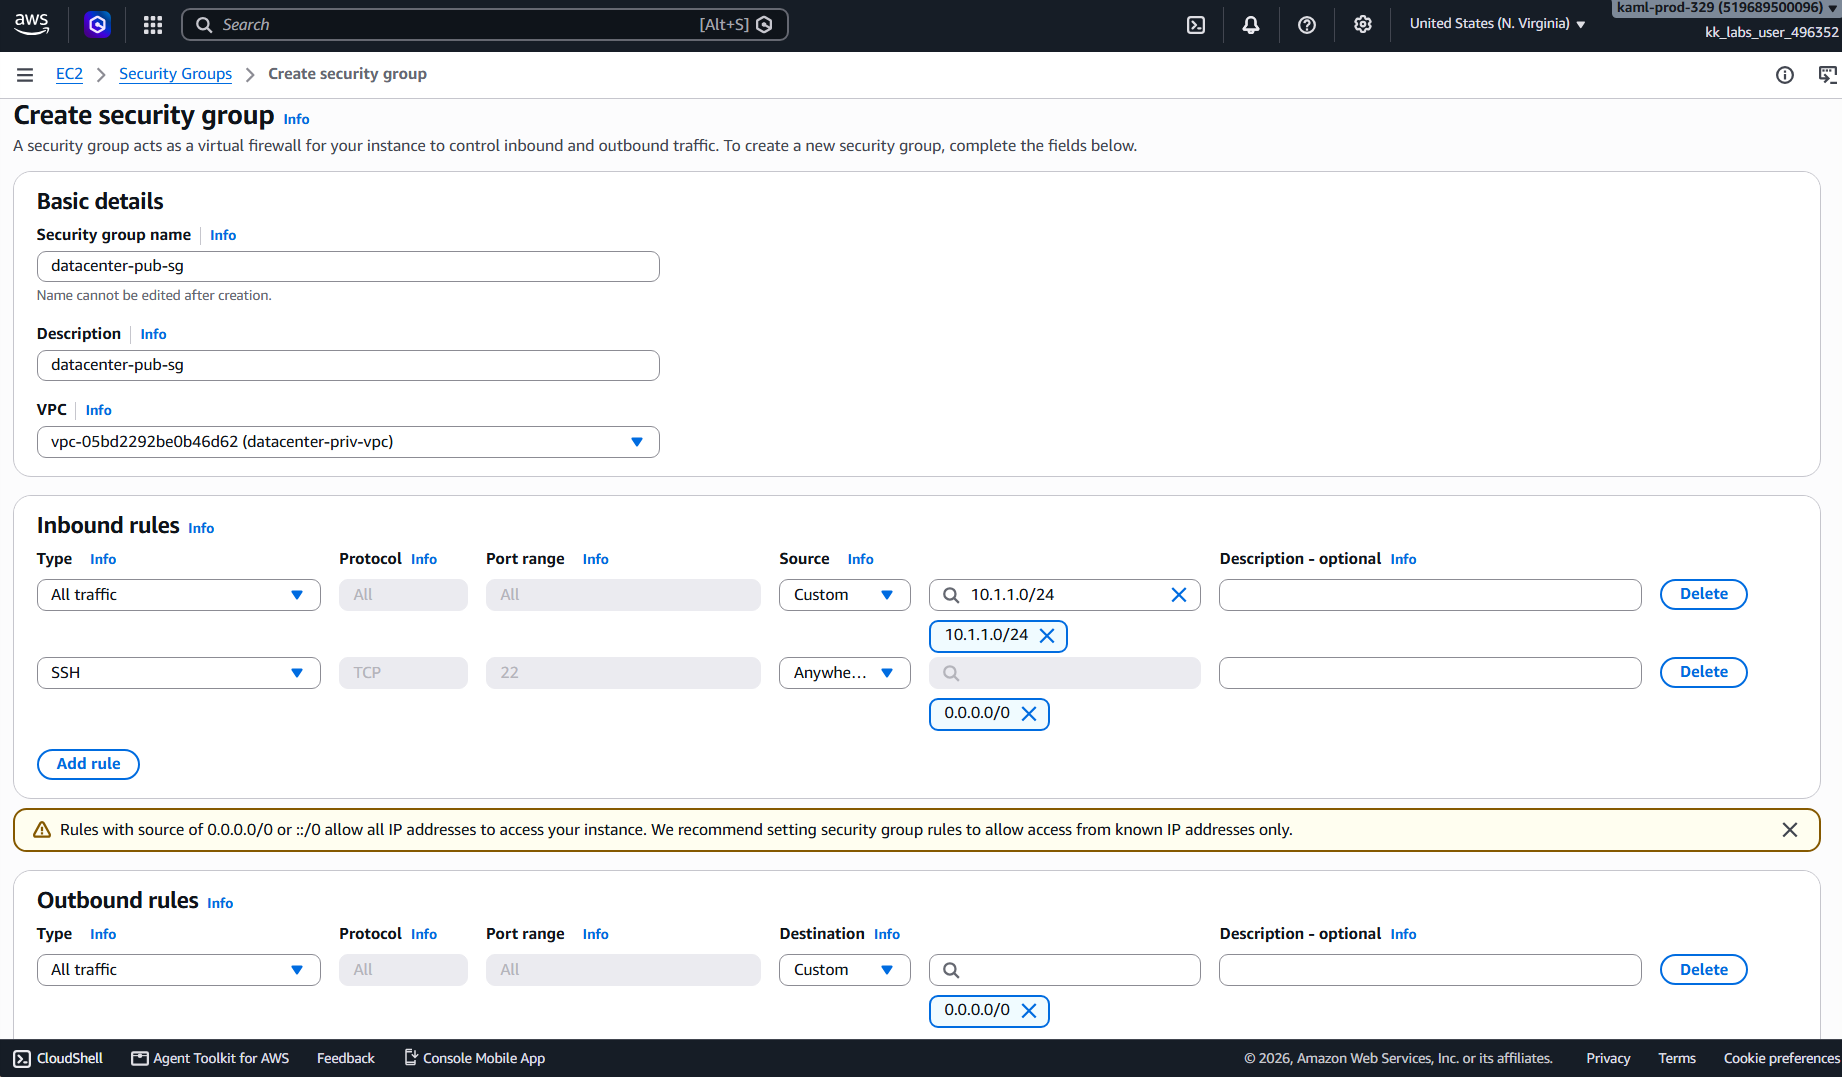 aws
Search [Alt+S]
United States (N. Virginia)
kaml-prod-329 (519689500096)
kk_labs_user_496352
EC2 Security Groups Create security group
Create security group Info
A security group acts as a virtual firewall for your instance to control inbound and outbound traffic. To create a new security group, complete the fields below.
Basic details
Security group name Info
datacenter-pub-sg
Name cannot be edited after creation.
Description Info
datacenter-pub-sg
VPC Info
vpc-05bd2292be0b46d62 (datacenter-priv-vpc)
Inbound rules Info
Type Info Protocol Info Port range Info Source Info Description - optional Info
All traffic All All Custom 10.1.1.0/24 Delete
10.1.1.0/24
SSH TCP 22 Anywhe... Delete
0.0.0.0/0
Add rule
Rules with source of 0.0.0.0/0 or ::/0 allow all IP addresses to access your instance. We recommend setting security group rules to allow access from known IP addresses only.
Outbound rules Info
Type Info Protocol Info Port range Info Destination Info Description - optional Info
All traffic All All Custom Delete
0.0.0.0/0
CloudShell Agent Toolkit for AWS Feedback Console Mobile App © 2026, Amazon Web Services, Inc. or its affiliates. Privacy Terms Cookie preferences